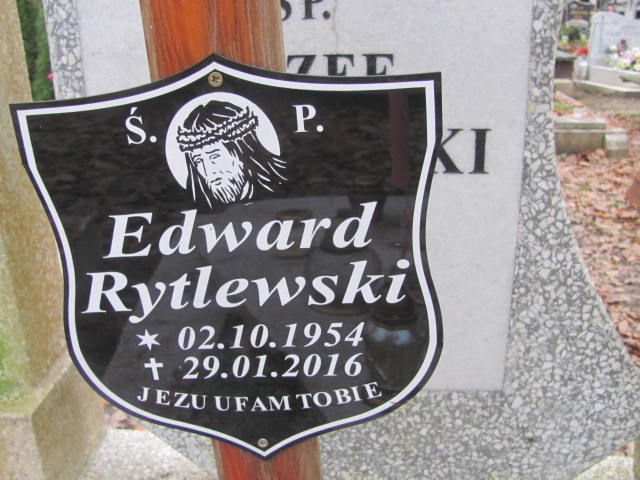 Ś. P.
Edward
Rytlewski
02.10.1954
29.01.2016
JEZU UFAM TOBIE